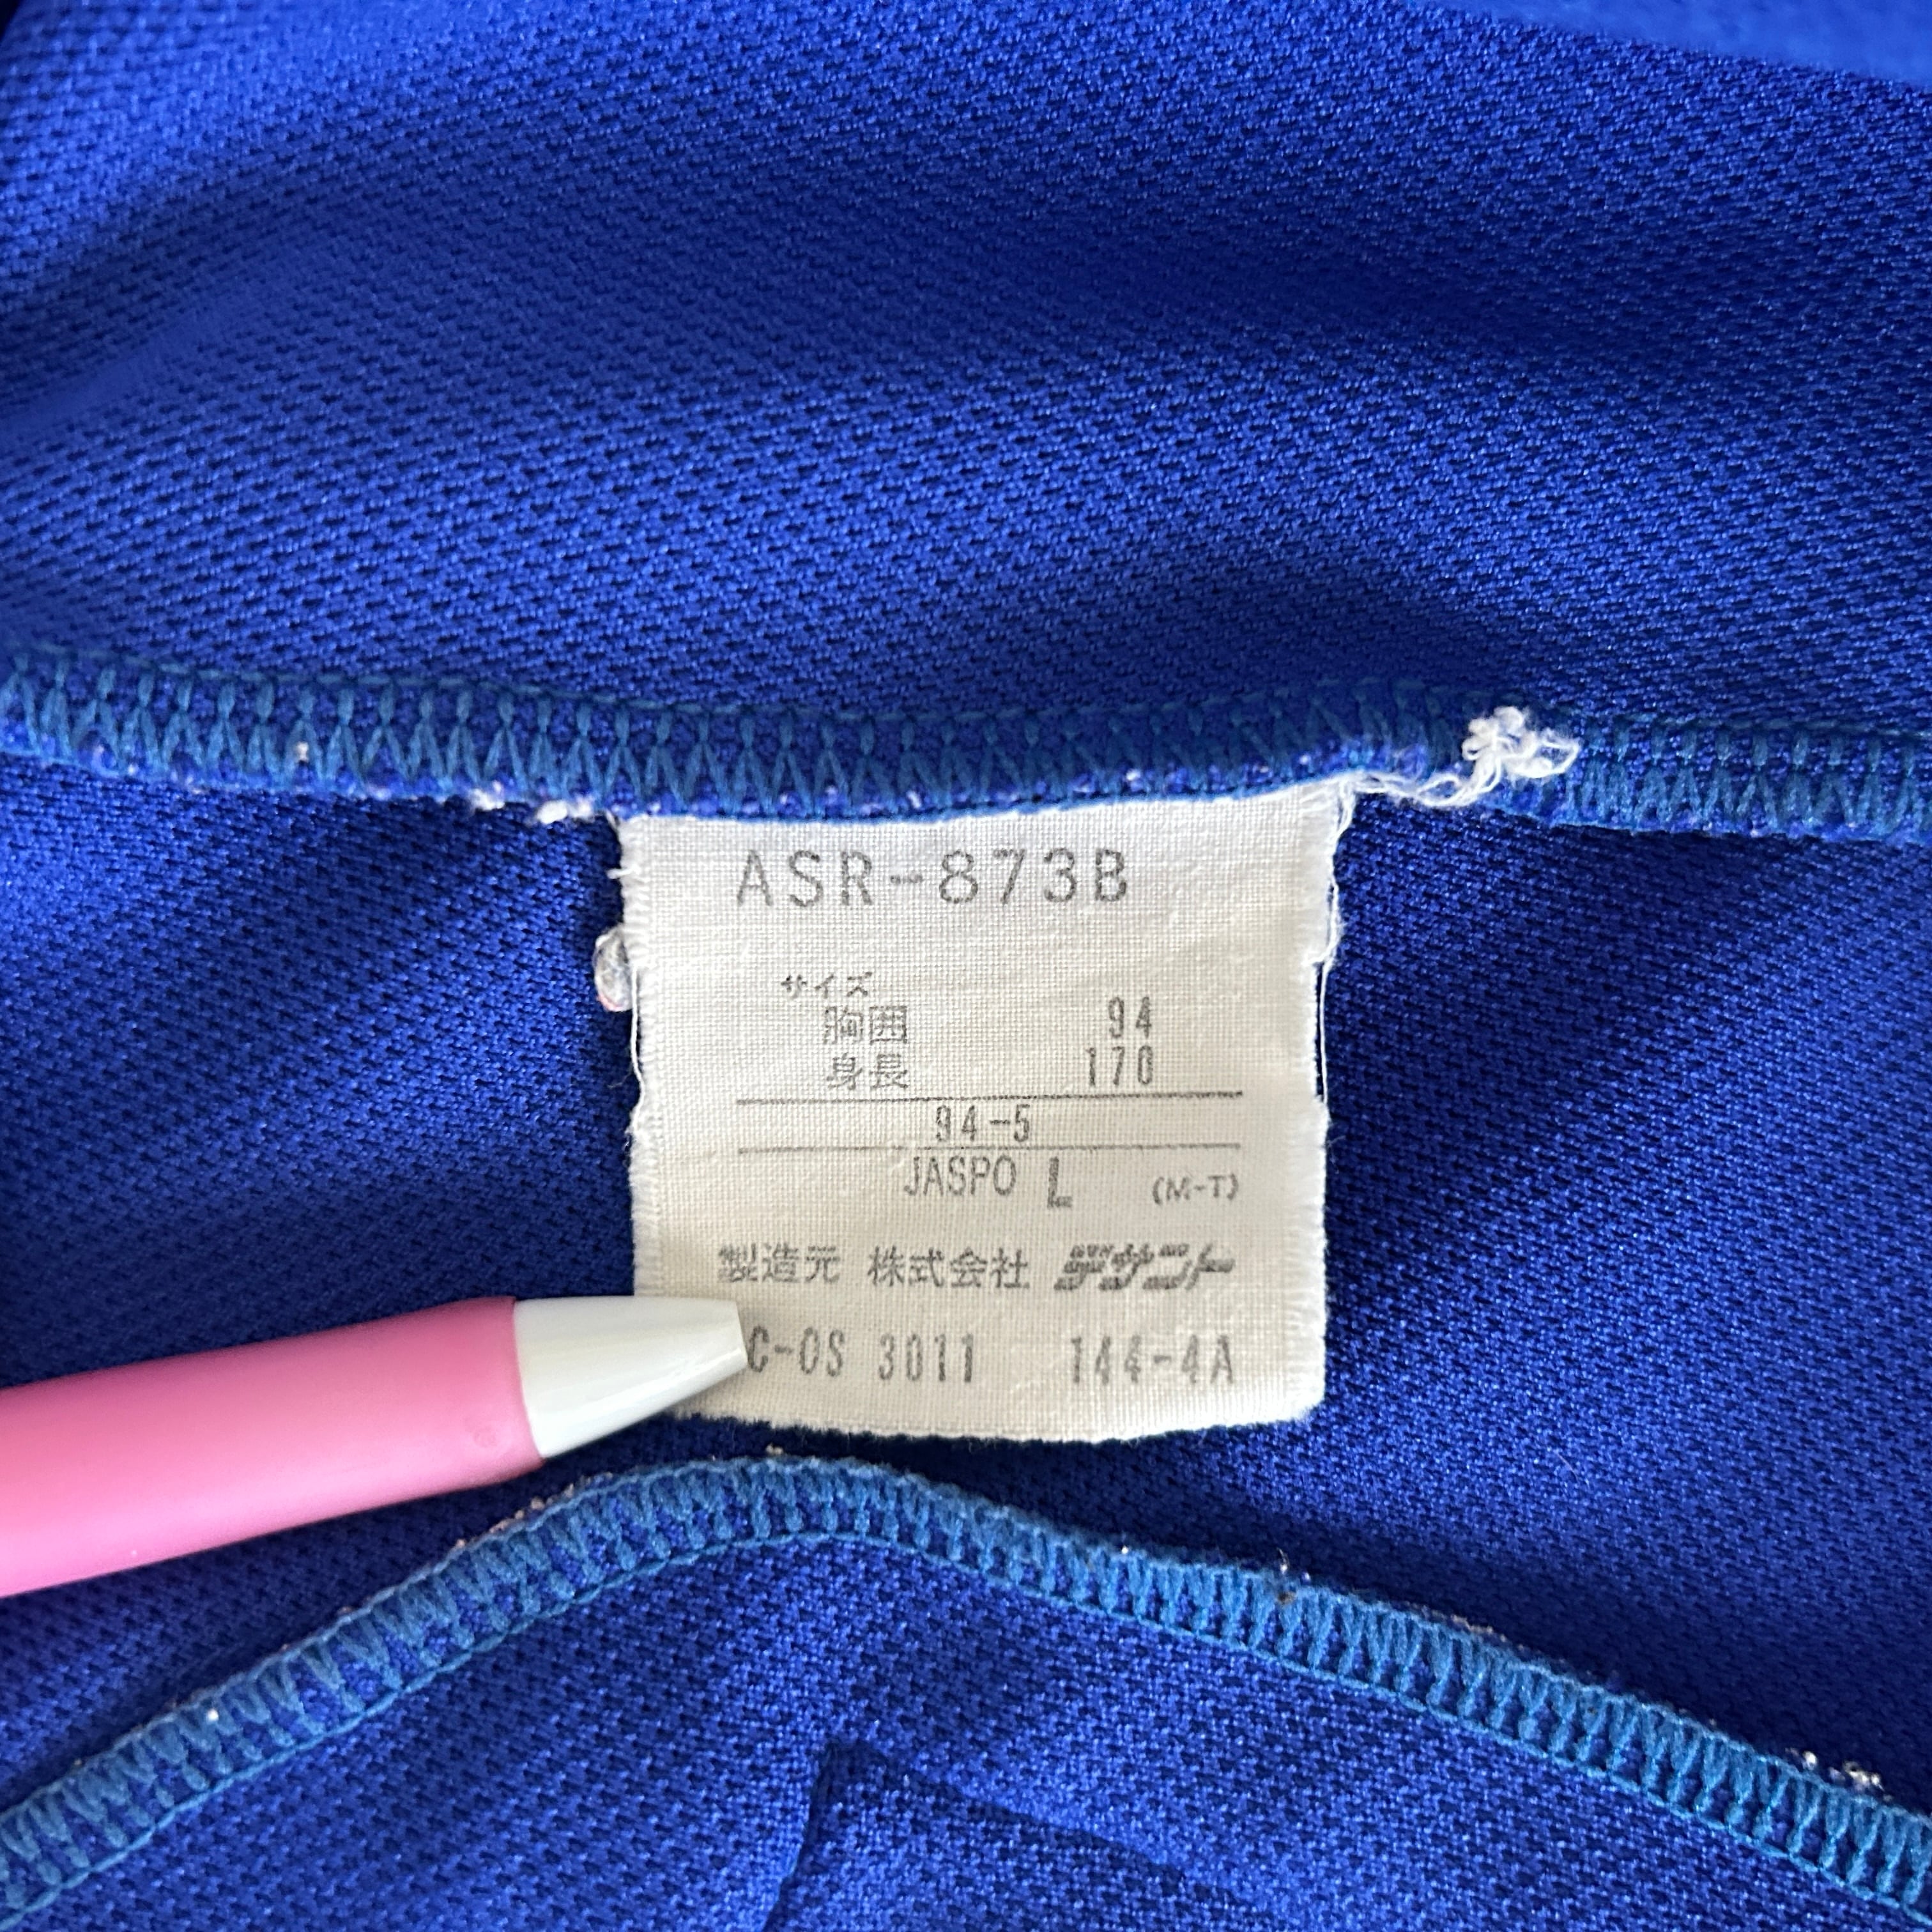 ASR-873B
サイズ
胸囲 94
身長 170
94-5
JASPO L (M-T)
製造元 株式会社 デサント
C-OS 3011 144-4A